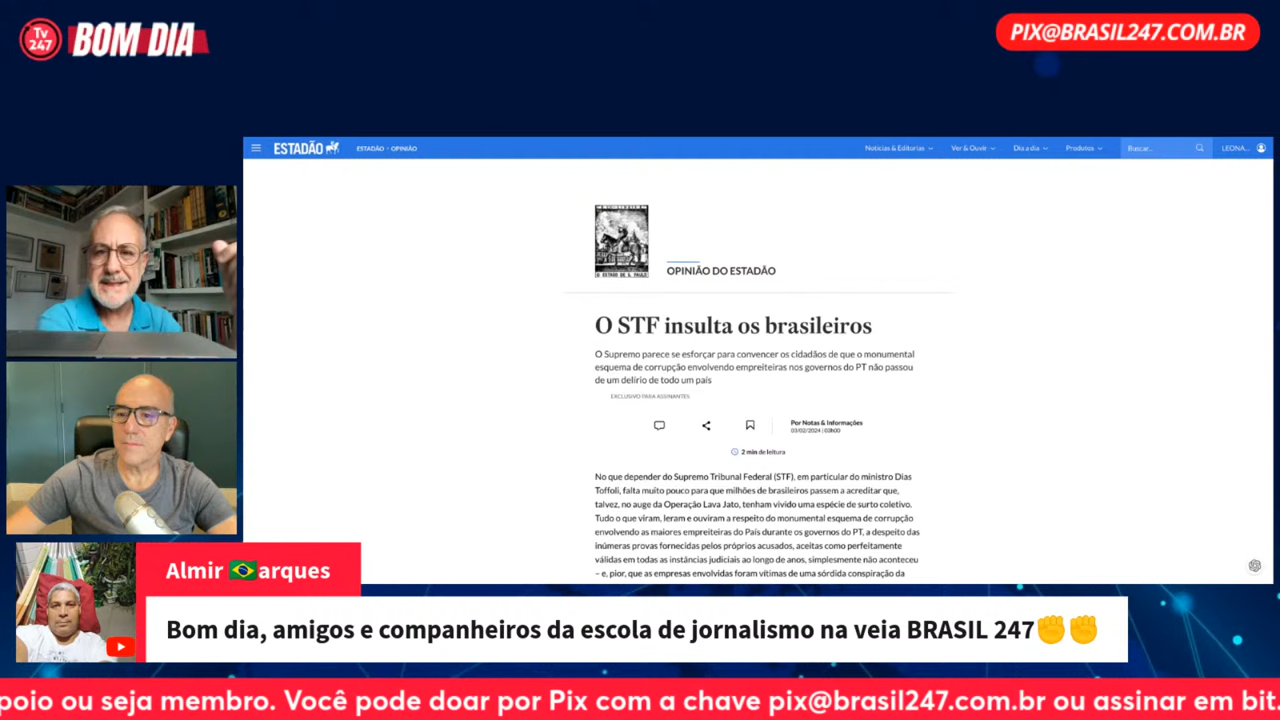 Tv
247
BOM DIA
PIX@BRASIL247.COM.BR
ESTADÃO
ESTADÃO › OPINIÃO
Notícias & Editorias
Ver & Ouvir
Dia a dia
Produtos
Buscar...
LEONA...
O ESTADO DE S. PAULO
OPINIÃO DO ESTADÃO
O STF insulta os brasileiros
O Supremo parece se esforçar para convencer os cidadãos de que o monumental
esquema de corrupção envolvendo empreiteiras nos governos do PT não passou
de um delírio de todo um país
EXCLUSIVO PARA ASSINANTES
Por Notas & Informações
03/02/2024 | 03h00
2 min de leitura
No que depender do Supremo Tribunal Federal (STF), em particular do ministro Dias
Toffoli, falta muito pouco para que milhões de brasileiros passem a acreditar que,
talvez, no auge da Operação Lava Jato, tenham vivido uma espécie de surto coletivo.
Tudo o que viram, leram e ouviram a respeito do monumental esquema de corrupção
envolvendo as maiores empreiteiras do País durante os governos do PT, a despeito das
inúmeras provas fornecidas pelos próprios acusados, aceitas como perfeitamente
válidas em todas as instâncias judiciais ao longo de anos, simplesmente não aconteceu
– e, pior, que as empresas envolvidas foram vítimas de uma sórdida conspiração da
Almir 🇧🇷arques
Bom dia, amigos e companheiros da escola de jornalismo na veia BRASIL 247✊✊
poio ou seja membro. Você pode doar por Pix com a chave pix@brasil247.com.br ou assinar em bit.